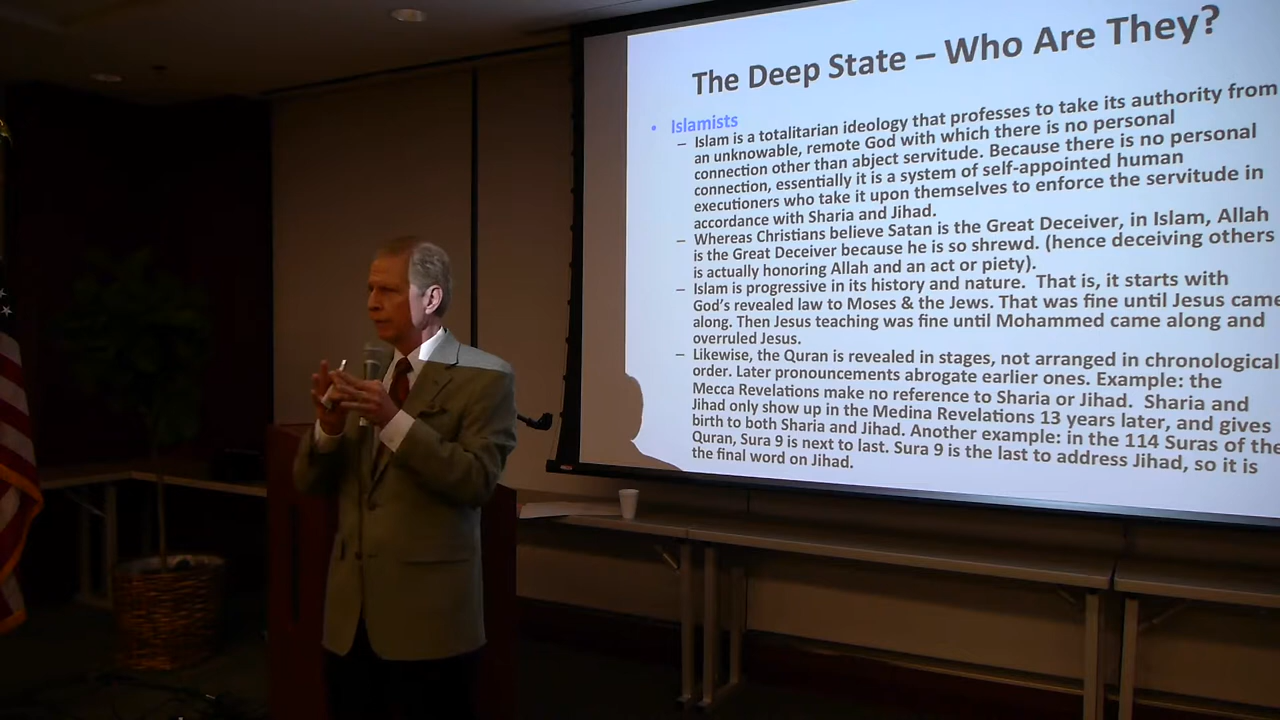 The Deep State – Who Are They?
• Islamists
– Islam is a totalitarian ideology that professes to take its authority from
an unknowable, remote God with which there is no personal
connection other than abject servitude. Because there is no personal
connection, essentially it is a system of self-appointed human
executioners who take it upon themselves to enforce the servitude in
accordance with Sharia and Jihad.
– Whereas Christians believe Satan is the Great Deceiver, in Islam, Allah
is the Great Deceiver because he is so shrewd. (hence deceiving others
is actually honoring Allah and an act or piety).
– Islam is progressive in its history and nature. That is, it starts with
God's revealed law to Moses & the Jews. That was fine until Jesus came
along. Then Jesus teaching was fine until Mohammed came along and
overruled Jesus.
– Likewise, the Quran is revealed in stages, not arranged in chronological
order. Later pronouncements abrogate earlier ones. Example: the
Mecca Revelations make no reference to Sharia or Jihad. Sharia and
Jihad only show up in the Medina Revelations 13 years later, and gives
birth to both Sharia and Jihad. Another example: in the 114 Suras of the
Quran, Sura 9 is next to last. Sura 9 is the last to address Jihad, so it is
the final word on Jihad.